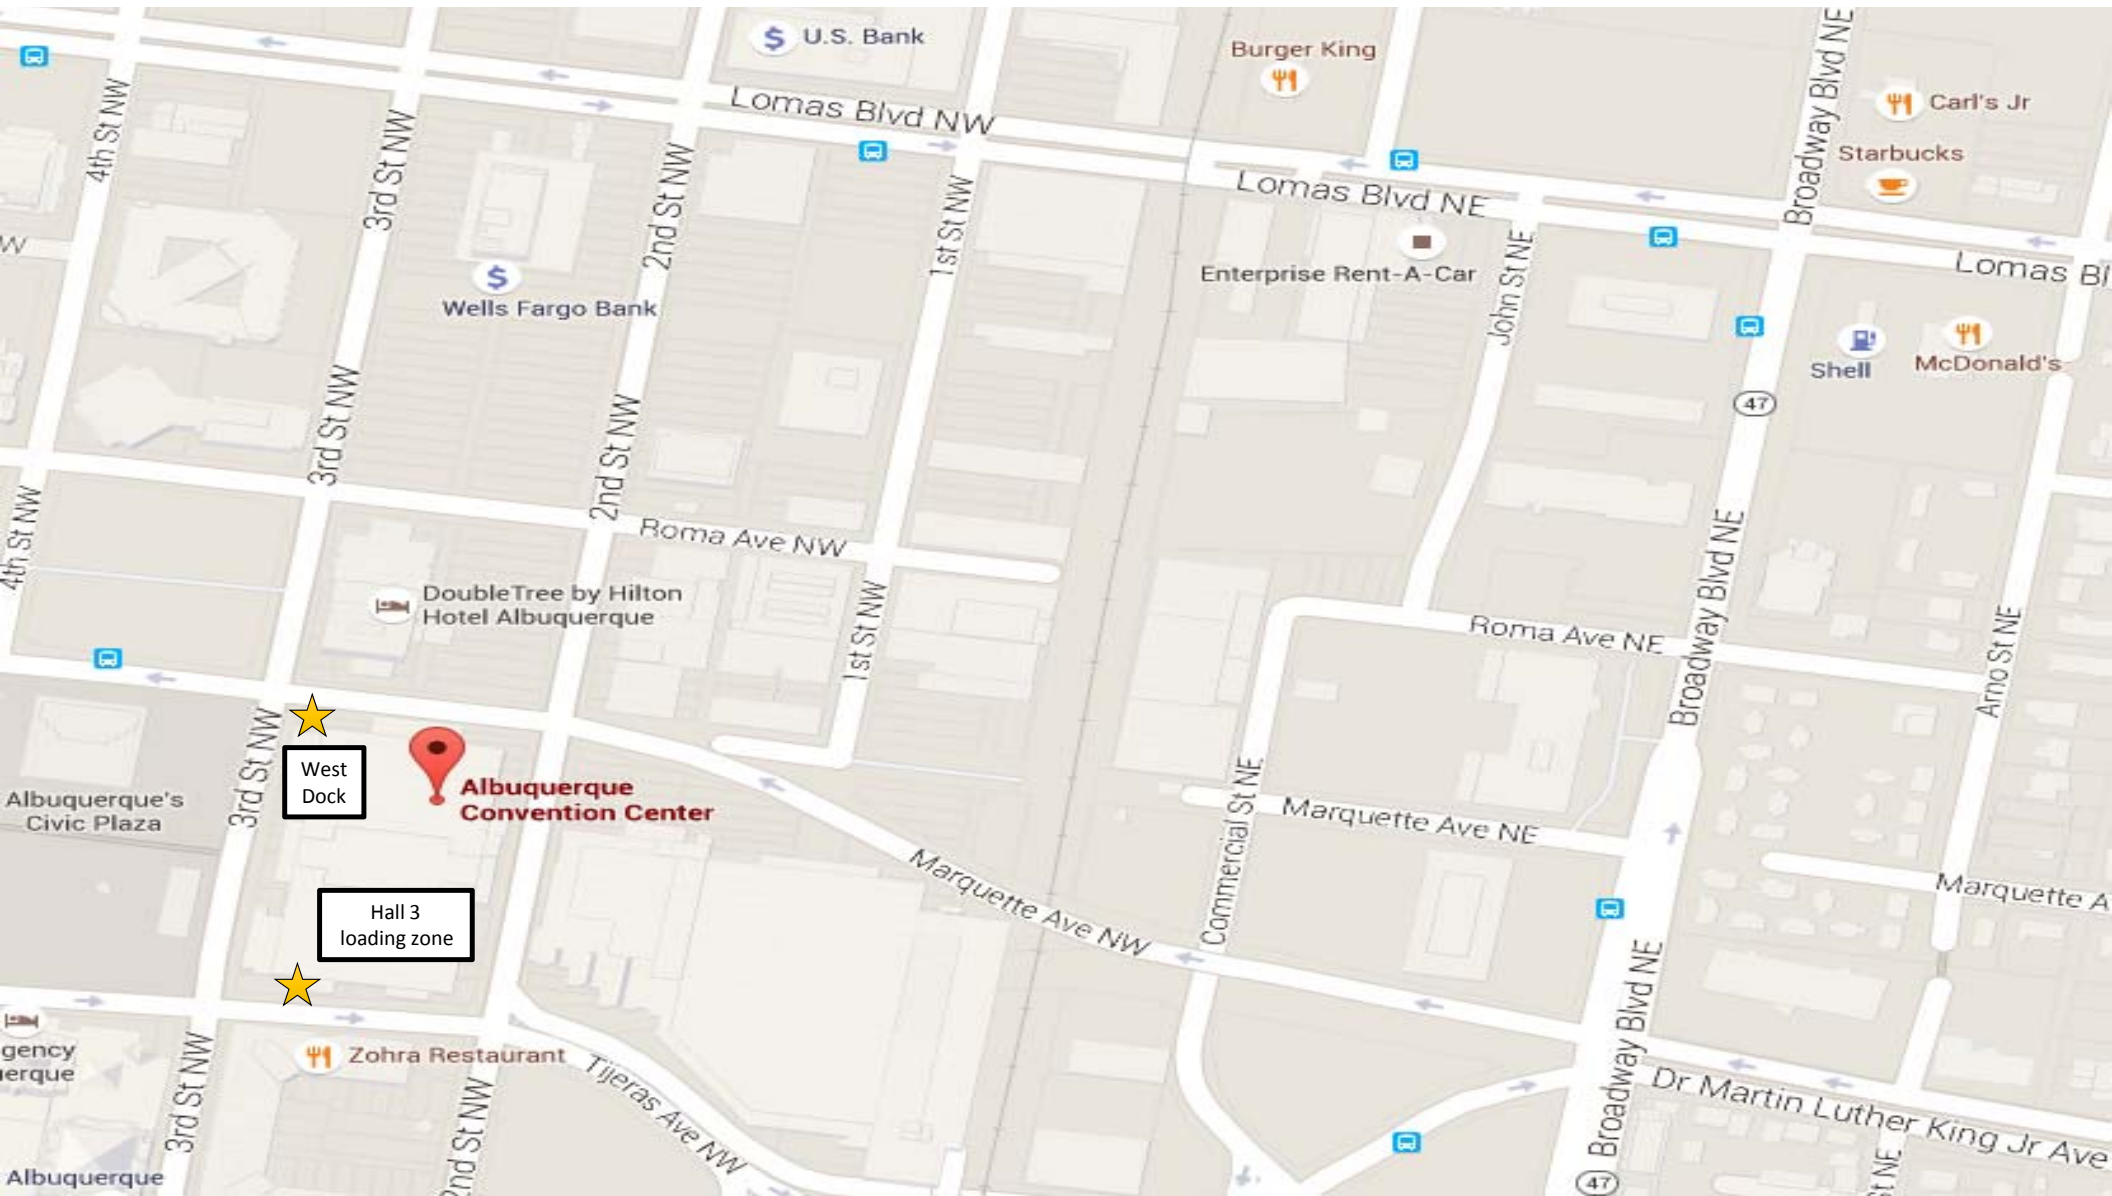 U.S. Bank
Burger King
Carl's Jr
Starbucks
Lomas Blvd NW
Lomas Blvd NE
Lomas Bl
4th St NW
3rd St NW
2nd St NW
1st St NW
Broadway Blvd NE
W
Wells Fargo Bank
Enterprise Rent-A-Car
John St NE
Shell
McDonald's
47
3rd St NW
2nd St NW
4th St NW
Roma Ave NW
DoubleTree by Hilton
Hotel Albuquerque
1st St NW
Roma Ave NE
Broadway Blvd NE
Arno St NE
3rd St NW
West
Dock
Albuquerque
Convention Center
Albuquerque's
Civic Plaza
Commercial St NE
Marquette Ave NE
Marquette Ave NW
Marquette A
Hall 3
loading zone
gency
uerque
Zohra Restaurant
Tijeras Ave NW
3rd St NW
2nd St NW
Broadway Blvd NE
Dr Martin Luther King Jr Ave
Albuquerque
47
St NE